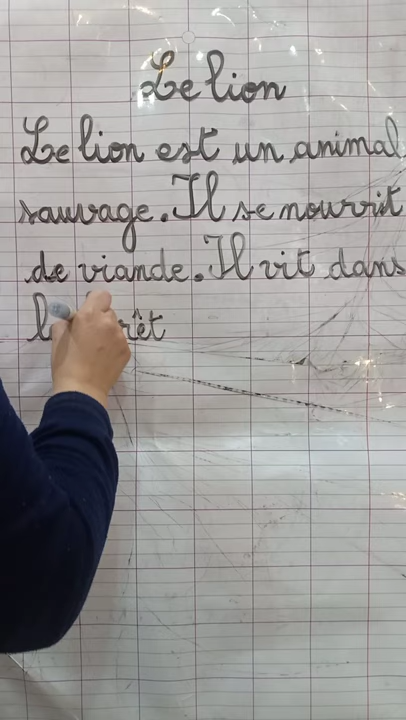 Le lion
Le lion est un animal
sauvage. Il se nourrit
de viande. Il vit dans